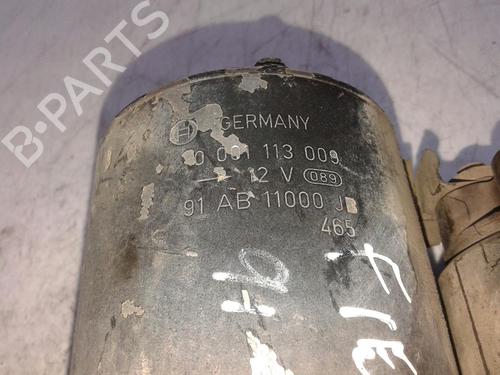 B-PARTS
GERMANY
0 001 113 009
12 V 089
91 AB 11000 JB
465